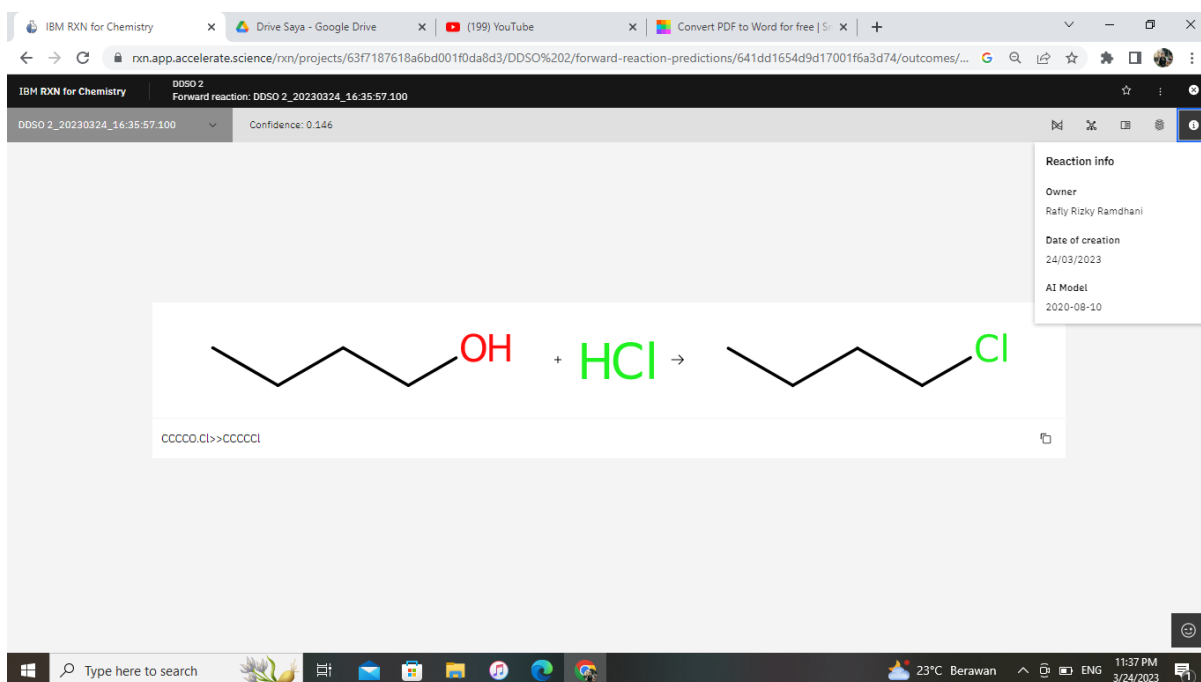 IBM RXN for Chemistry
Drive Saya - Google Drive
(199) YouTube
Convert PDF to Word for free | Sm
rxn.app.accelerate.science/rxn/projects/63f7187618a6bd001f0da8d3/DDSO%202/forward-reaction-predictions/641dd1654d9d17001f6a3d74/outcomes/...
IBM RXN for Chemistry
DDSO 2
Forward reaction: DDSO 2_20230324_16:35:57.100
DDSO 2_20230324_16:35:57.100
Confidence: 0.146
Reaction info
Owner
Rafly Rizky Ramdhani
Date of creation
24/03/2023
AI Model
2020-08-10
OH + HCl → Cl
CCCCO.Cl>>CCCCCl
Type here to search
23°C Berawan
ENG
11:37 PM
3/24/2023
1